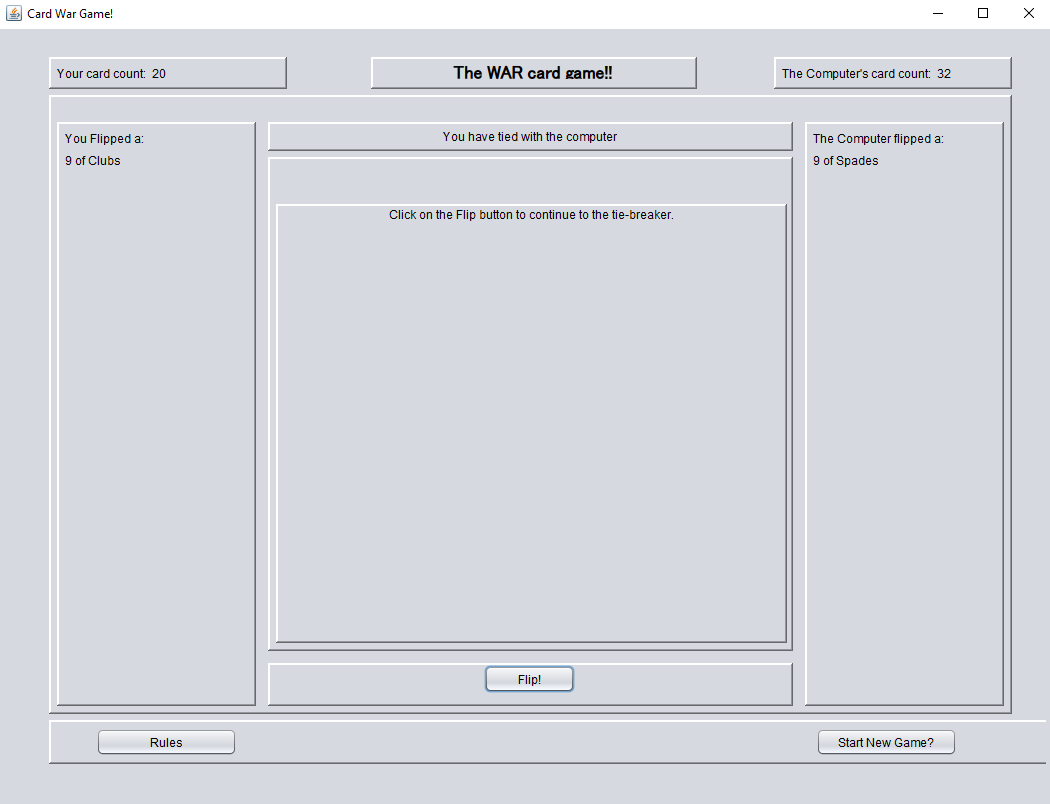 Card War Game!
Your card count: 20
The WAR card game!!
The Computer's card count: 32
You Flipped a:
9 of Clubs
You have tied with the computer
Click on the Flip button to continue to the tie-breaker.
The Computer flipped a:
9 of Spades
Flip!
Rules
Start New Game?